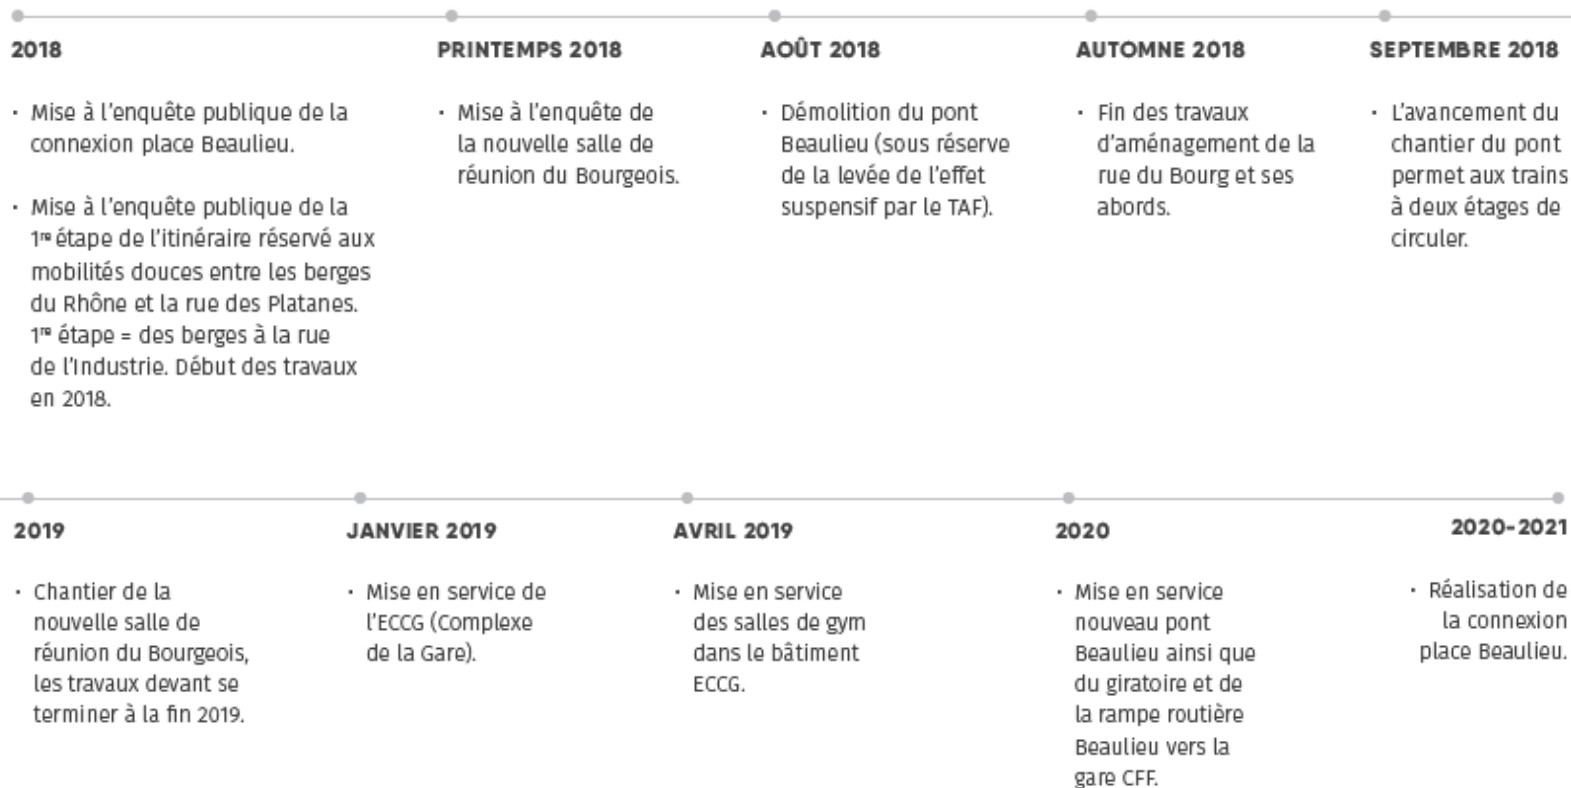 2018
· Mise à l'enquête publique de la
connexion place Beaulieu.
· Mise à l'enquête publique de la
1re étape de l'itinéraire réservé aux
mobilités douces entre les berges
du Rhône et la rue des Platanes.
1re étape = des berges à la rue
de l'Industrie. Début des travaux
en 2018.
PRINTEMPS 2018
· Mise à l'enquête de
la nouvelle salle de
réunion du Bourgeois.
AOÛT 2018
· Démolition du pont
Beaulieu (sous réserve
de la levée de l'effet
suspensif par le TAF).
AUTOMNE 2018
· Fin des travaux
d'aménagement de la
rue du Bourg et ses
abords.
SEPTEMBRE 2018
· L'avancement du
chantier du pont
permet aux trains
à deux étages de
circuler.
2019
· Chantier de la
nouvelle salle de
réunion du Bourgeois,
les travaux devant se
terminer à la fin 2019.
JANVIER 2019
· Mise en service de
l'ECCG (Complexe
de la Gare).
AVRIL 2019
· Mise en service
des salles de gym
dans le bâtiment
ECCG.
2020
· Mise en service
nouveau pont
Beaulieu ainsi que
du giratoire et de
la rampe routière
Beaulieu vers la
gare CFF.
2020-2021
· Réalisation de
la connexion
place Beaulieu.